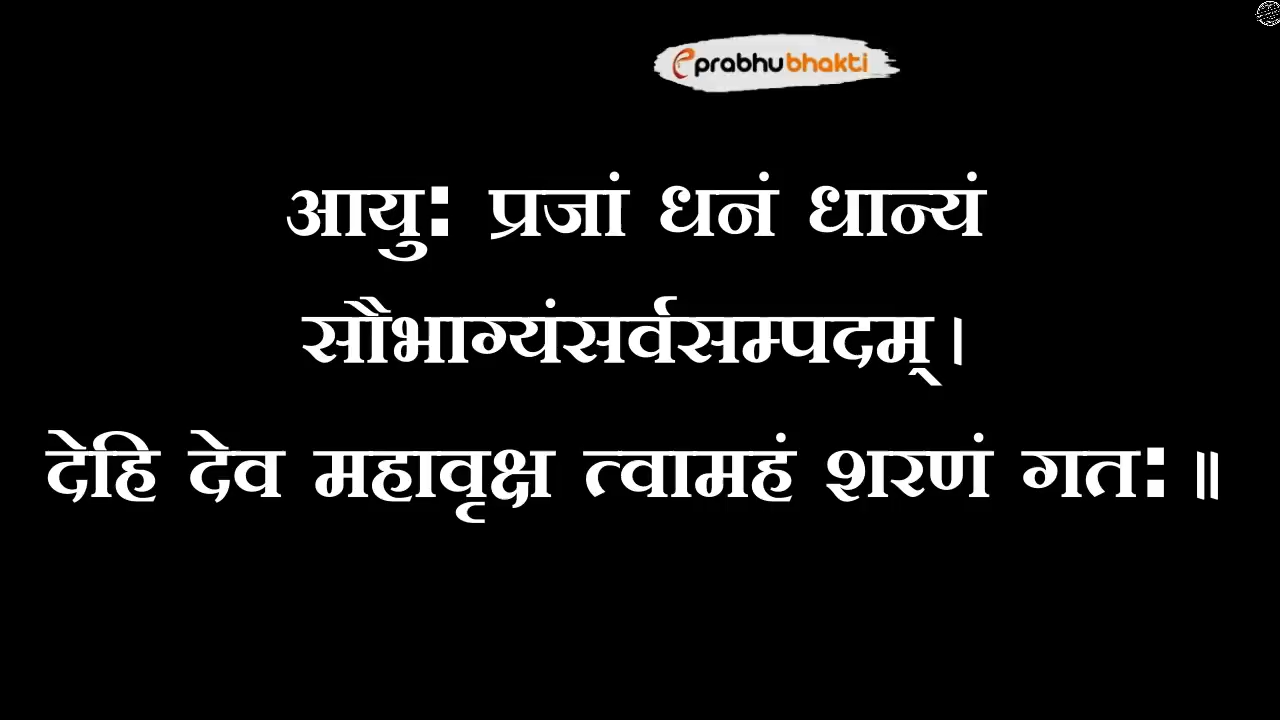 eprabhubhakti
आयु: प्रजां धनं धान्यं
सौभाग्यंसर्वसम्पदम्।
देहि देव महावृक्ष त्वामहं शरणं गत:॥